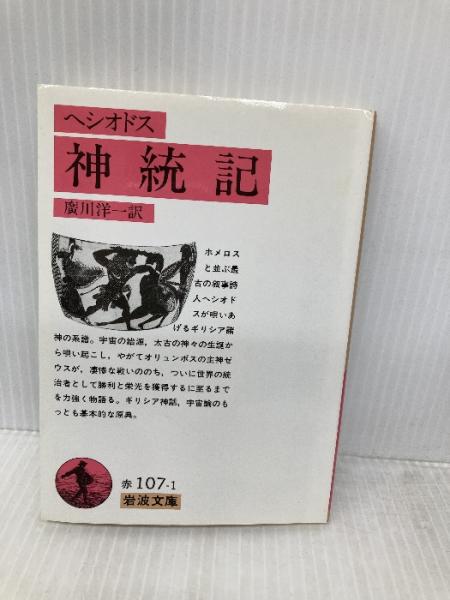 ヘシオドス
神統記
廣川洋一訳
ホメロス
と並ぶ最
古の叙事詩
人ヘシオド
スが唄いあ
げるギリシア諸
神の系譜。宇宙の始源、太古の神々の生誕か
ら唄い起こし、やがてオリュンポスの主神ゼ
ウスが、凄惨な戦いののち、ついに世界の統
治者として勝利と栄光を獲得するに至るまで
を力強く物語る。ギリシア神話、宇宙論のも
っとも基本的な原典。
赤 107-1
岩波文庫